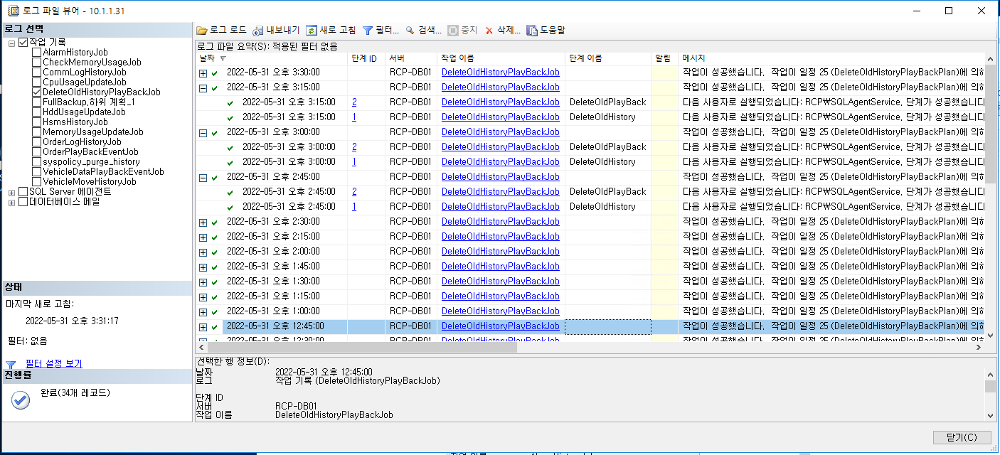 로그 파일 뷰어 - 10.1.1.31
로그 선택
작업 기록
AlarmHistoryJob
CheckMemoryUsageJob
CommLogHistoryJob
CpuUsageUpdateJob
DeleteOldHistoryPlayBackJob
FullBackup.하위 계획_1
HddUsageUpdateJob
HsmsHistoryJob
MemoryUsageUpdateJob
OrderLogHistoryJob
OrderPlayBackEventJob
syspolicy_purge_history
VehicleDataPlayBackEventJob
VehicleMoveHistoryJob
SQL Server 에이전트
데이터베이스 메일
상태
마지막 새로 고침:
2022-05-31 오후 3:31:17
필터: 없음
필터 설정 보기
진행률
완료(34개 레코드)
로그 로드 내보내기 새로 고침 필터... 검색... 중지 삭제... 도움말
로그 파일 요약(S): 적용된 필터 없음
날짜 단계 ID 서버 작업 이름 단계 이름 알림 메시지
2022-05-31 오후 3:30:00 RCP-DB01 DeleteOldHistoryPlayBackJob 작업이 성공했습니다. 작업이 일정 25 (DeleteOldHistoryPlayBackPlan)에 의해
2022-05-31 오후 3:15:00 RCP-DB01 DeleteOldHistoryPlayBackJob 작업이 성공했습니다. 작업이 일정 25 (DeleteOldHistoryPlayBackPlan)에 의해
2022-05-31 오후 3:15:00 2 RCP-DB01 DeleteOldHistoryPlayBackJob DeleteOldPlayBack 다음 사용자로 실행되었습니다: RCP₩SQLAgentService. 단계가 성공했습니다
2022-05-31 오후 3:15:00 1 RCP-DB01 DeleteOldHistoryPlayBackJob DeleteOldHistory 다음 사용자로 실행되었습니다: RCP₩SQLAgentService. 단계가 성공했습니다
2022-05-31 오후 3:00:00 RCP-DB01 DeleteOldHistoryPlayBackJob 작업이 성공했습니다. 작업이 일정 25 (DeleteOldHistoryPlayBackPlan)에 의해
2022-05-31 오후 3:00:00 2 RCP-DB01 DeleteOldHistoryPlayBackJob DeleteOldPlayBack 다음 사용자로 실행되었습니다: RCP₩SQLAgentService. 단계가 성공했습니다
2022-05-31 오후 3:00:00 1 RCP-DB01 DeleteOldHistoryPlayBackJob DeleteOldHistory 다음 사용자로 실행되었습니다: RCP₩SQLAgentService. 단계가 성공했습니다
2022-05-31 오후 2:45:00 RCP-DB01 DeleteOldHistoryPlayBackJob 작업이 성공했습니다. 작업이 일정 25 (DeleteOldHistoryPlayBackPlan)에 의해
2022-05-31 오후 2:45:00 2 RCP-DB01 DeleteOldHistoryPlayBackJob DeleteOldPlayBack 다음 사용자로 실행되었습니다: RCP₩SQLAgentService. 단계가 성공했습니다
2022-05-31 오후 2:45:00 1 RCP-DB01 DeleteOldHistoryPlayBackJob DeleteOldHistory 다음 사용자로 실행되었습니다: RCP₩SQLAgentService. 단계가 성공했습니다
2022-05-31 오후 2:30:00 RCP-DB01 DeleteOldHistoryPlayBackJob 작업이 성공했습니다. 작업이 일정 25 (DeleteOldHistoryPlayBackPlan)에 의해
2022-05-31 오후 2:15:00 RCP-DB01 DeleteOldHistoryPlayBackJob 작업이 성공했습니다. 작업이 일정 25 (DeleteOldHistoryPlayBackPlan)에 의해
2022-05-31 오후 2:00:00 RCP-DB01 DeleteOldHistoryPlayBackJob 작업이 성공했습니다. 작업이 일정 25 (DeleteOldHistoryPlayBackPlan)에 의해
2022-05-31 오후 1:45:00 RCP-DB01 DeleteOldHistoryPlayBackJob 작업이 성공했습니다. 작업이 일정 25 (DeleteOldHistoryPlayBackPlan)에 의해
2022-05-31 오후 1:30:00 RCP-DB01 DeleteOldHistoryPlayBackJob 작업이 성공했습니다. 작업이 일정 25 (DeleteOldHistoryPlayBackPlan)에 의해
2022-05-31 오후 1:15:00 RCP-DB01 DeleteOldHistoryPlayBackJob 작업이 성공했습니다. 작업이 일정 25 (DeleteOldHistoryPlayBackPlan)에 의해
2022-05-31 오후 1:00:00 RCP-DB01 DeleteOldHistoryPlayBackJob 작업이 성공했습니다. 작업이 일정 25 (DeleteOldHistoryPlayBackPlan)에 의해
2022-05-31 오후 12:45:00 RCP-DB01 DeleteOldHistoryPlayBackJob 작업이 성공했습니다. 작업이 일정 25 (DeleteOldHistoryPlayBackPlan)에 의해
2022-05-31 오후 12:30:00 RCP-DB01 DeleteOldHistoryPlayBackJob 작업이 성공했습니다. 작업이 일정 25 (DeleteOldHistoryPlayBackPlan)에 의해
선택한 행 정보(D):
날짜 2022-05-31 오후 12:45:00
로그 작업 기록 (DeleteOldHistoryPlayBackJob)
단계 ID
서버 RCP-DB01
작업 이름 DeleteOldHistoryPlayBackJob
닫기(C)